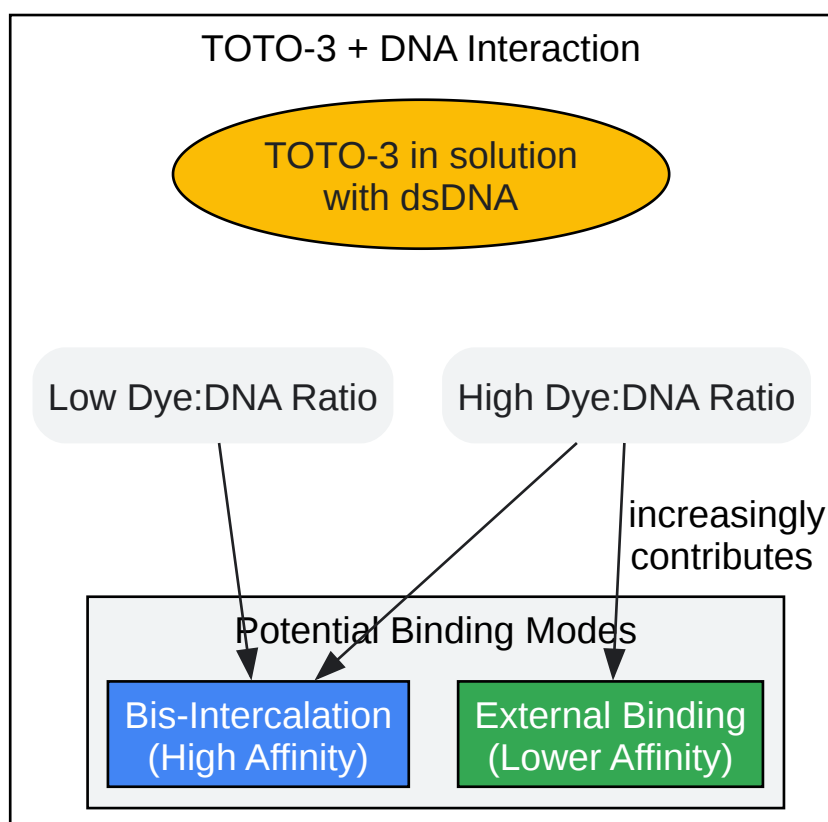 TOTO-3 + DNA Interaction
TOTO-3 in solution
with dsDNA
Low Dye:DNA Ratio
High Dye:DNA Ratio
increasingly
contributes
Potential Binding Modes
Bis-Intercalation
(High Affinity)
External Binding
(Lower Affinity)